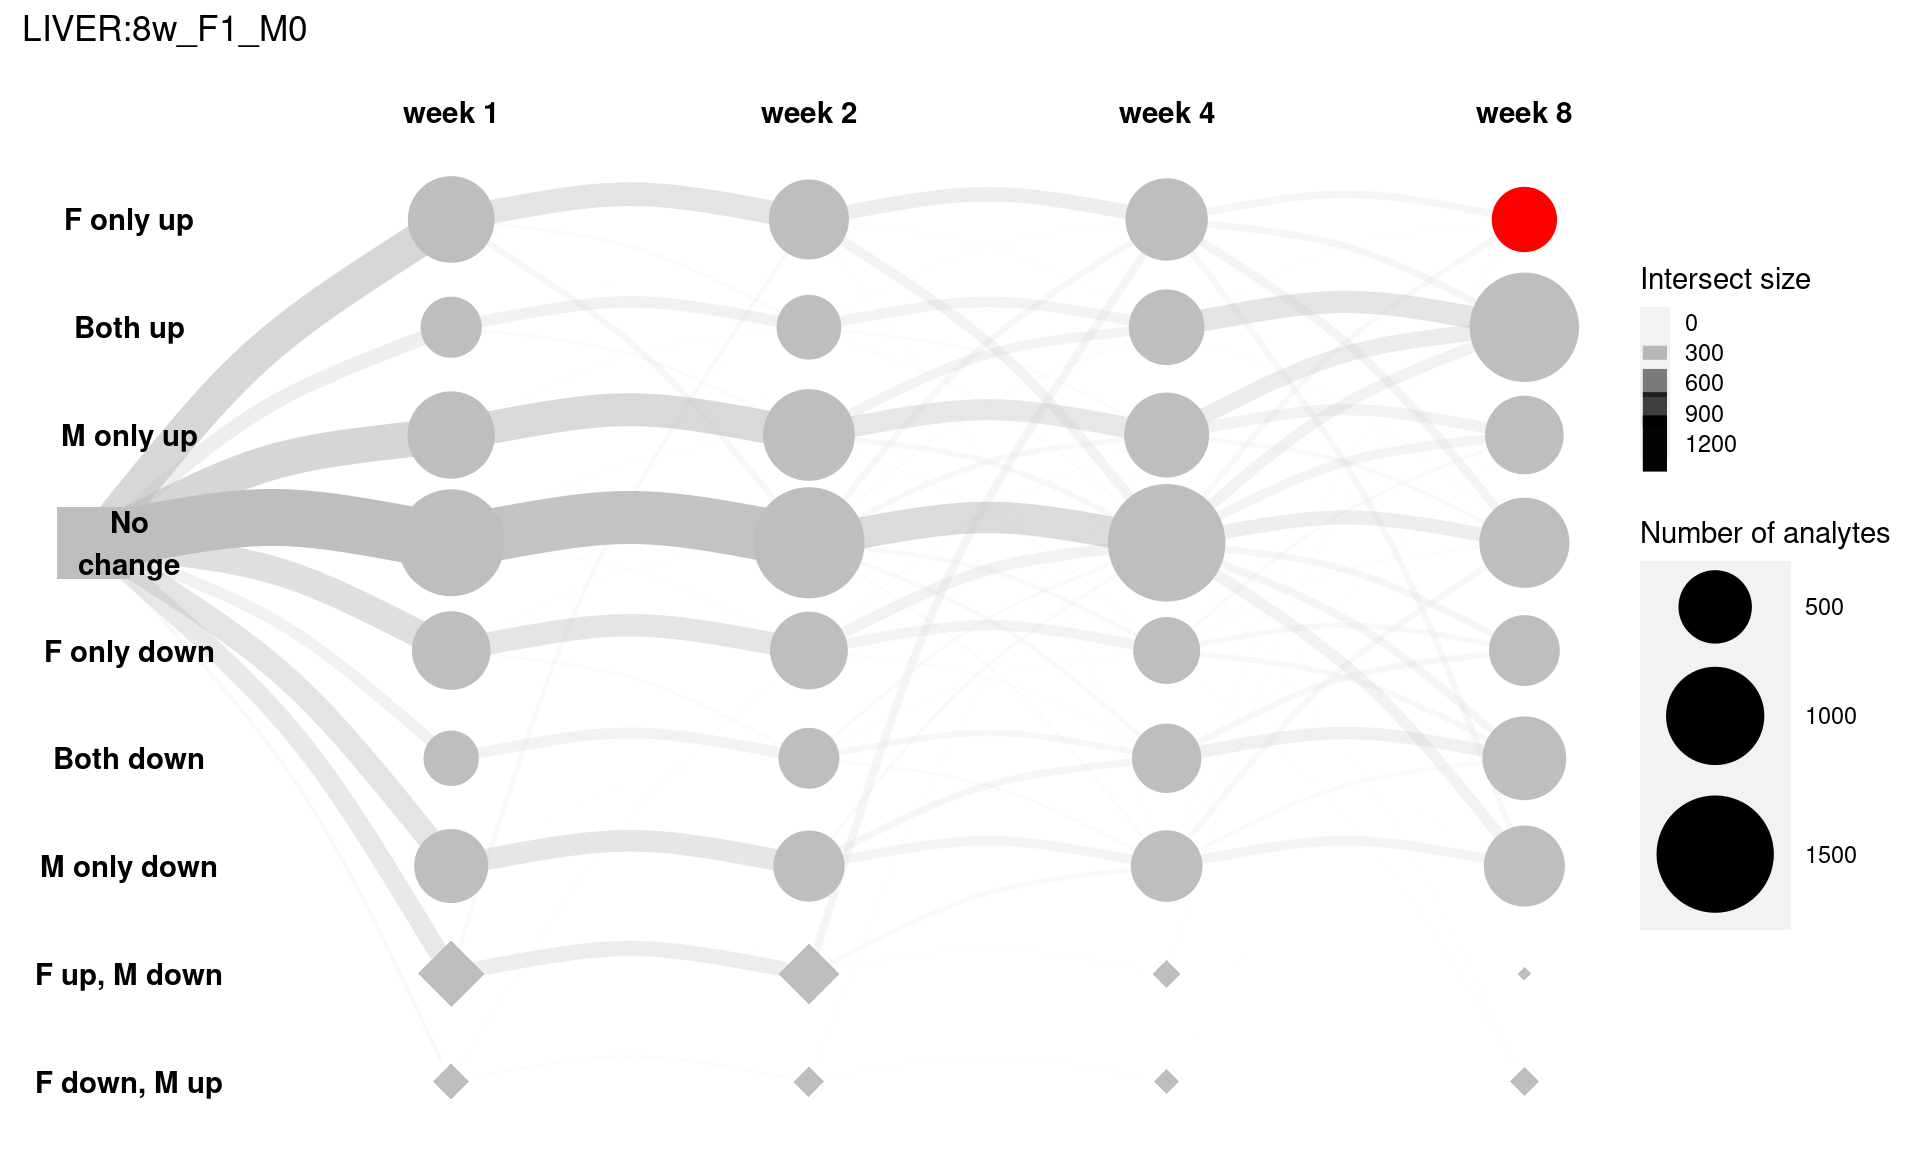 LIVER:8w_F1_M0
week 1
week 2
week 4
week 8
F only up
Both up
M only up
No
change
F only down
Both down
M only down
F up, M down
F down, M up
Intersect size
0
300
600
900
1200
Number of analytes
500
1000
1500